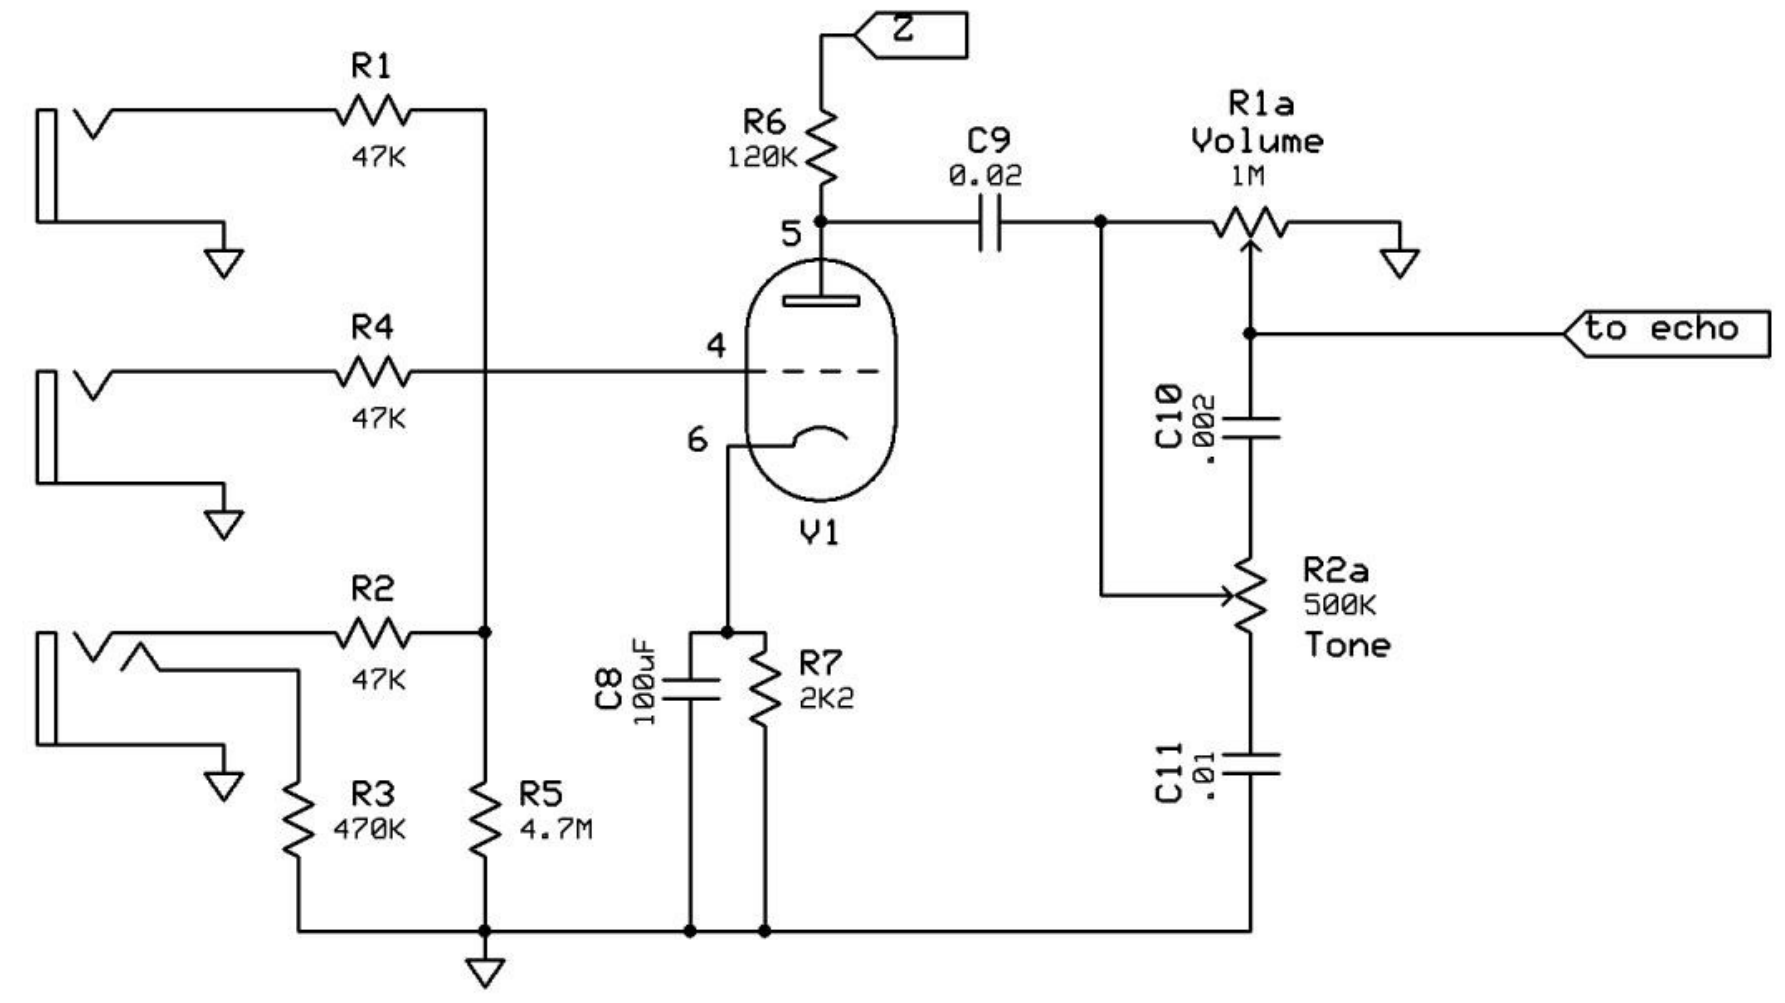 Z
R1
47K
R6
120K
C9
0.02
R1a
Volume
1M
5
R4
47K
4
6
V1
to echo
C10
.002
R2
47K
R2a
500K
Tone
C8
100uF
R7
2K2
R3
470K
R5
4.7M
C11
.01